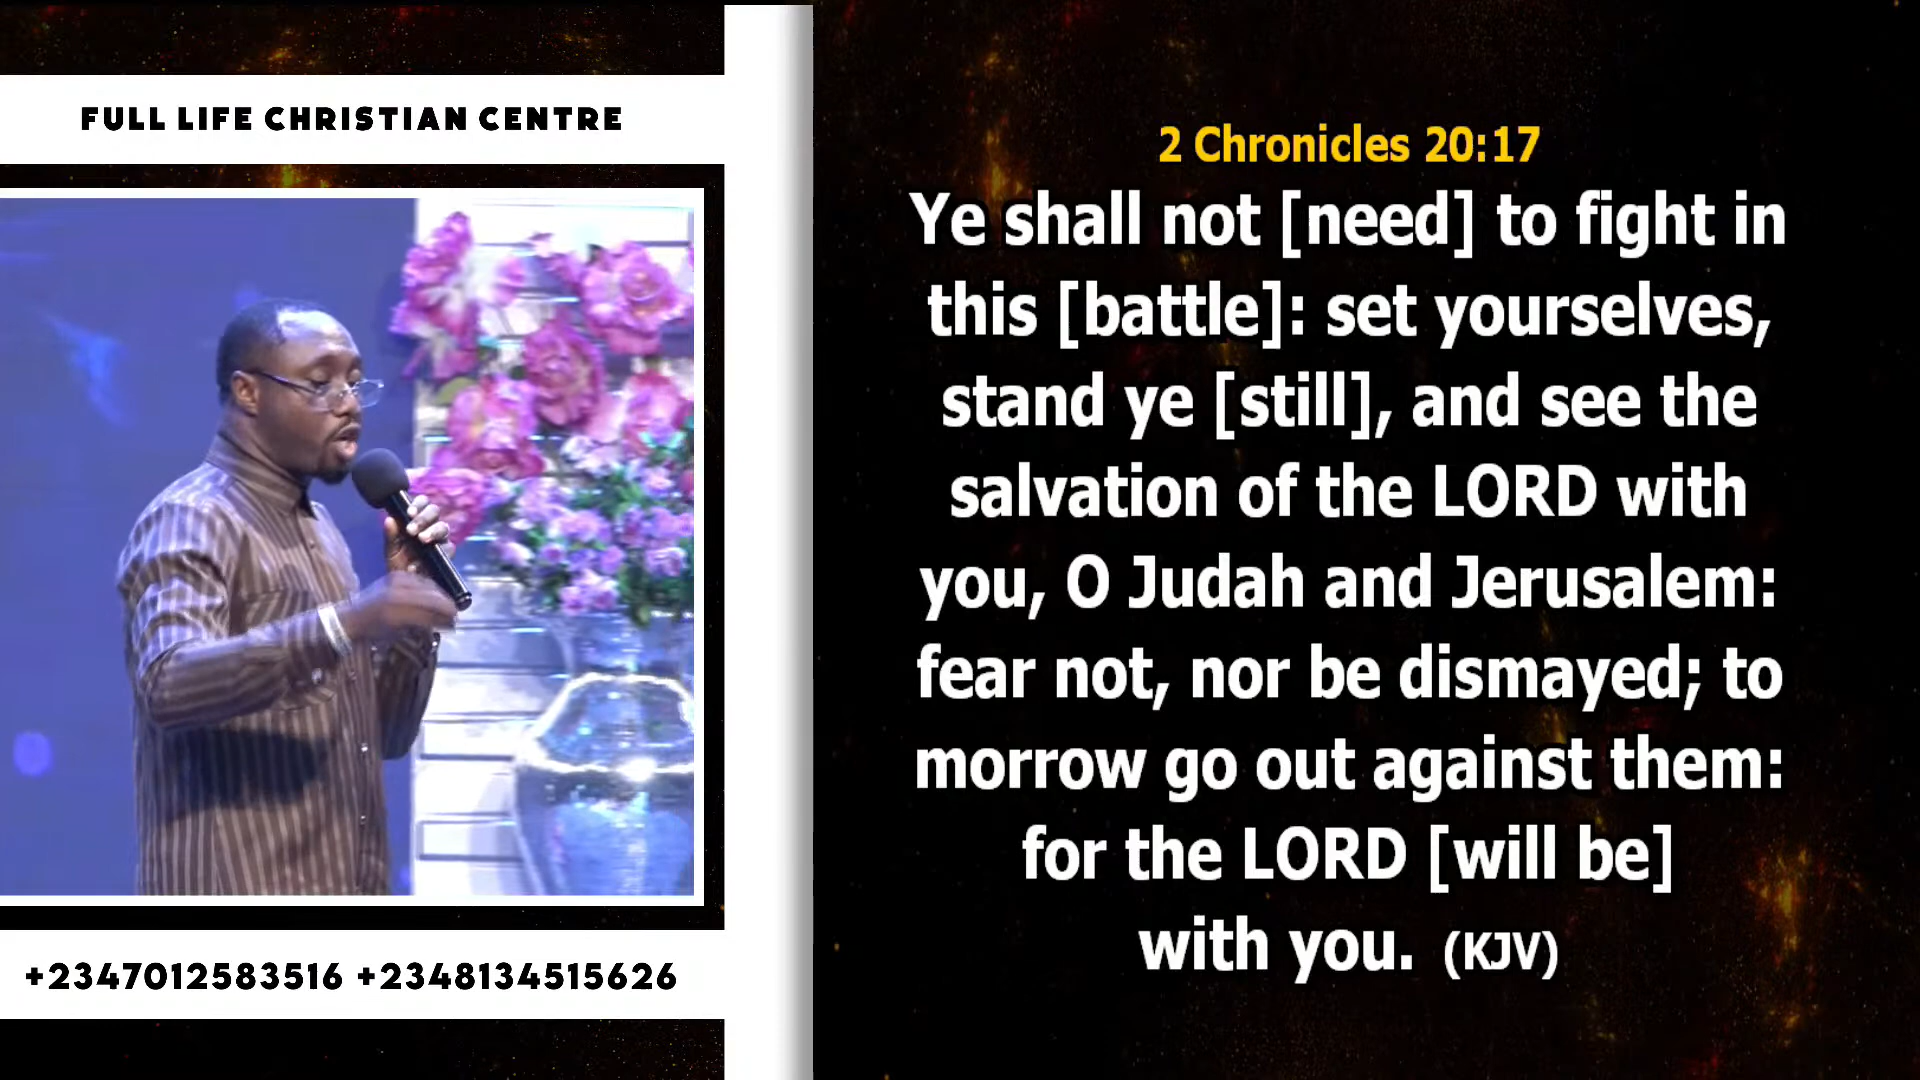 FULL LIFE CHRISTIAN CENTRE
+2347012583516 +2348134515626
2 Chronicles 20:17
Ye shall not [need] to fight in
this [battle]: set yourselves,
stand ye [still], and see the
salvation of the LORD with
you, O Judah and Jerusalem:
fear not, nor be dismayed; to
morrow go out against them:
for the LORD [will be]
with you. (KJV)